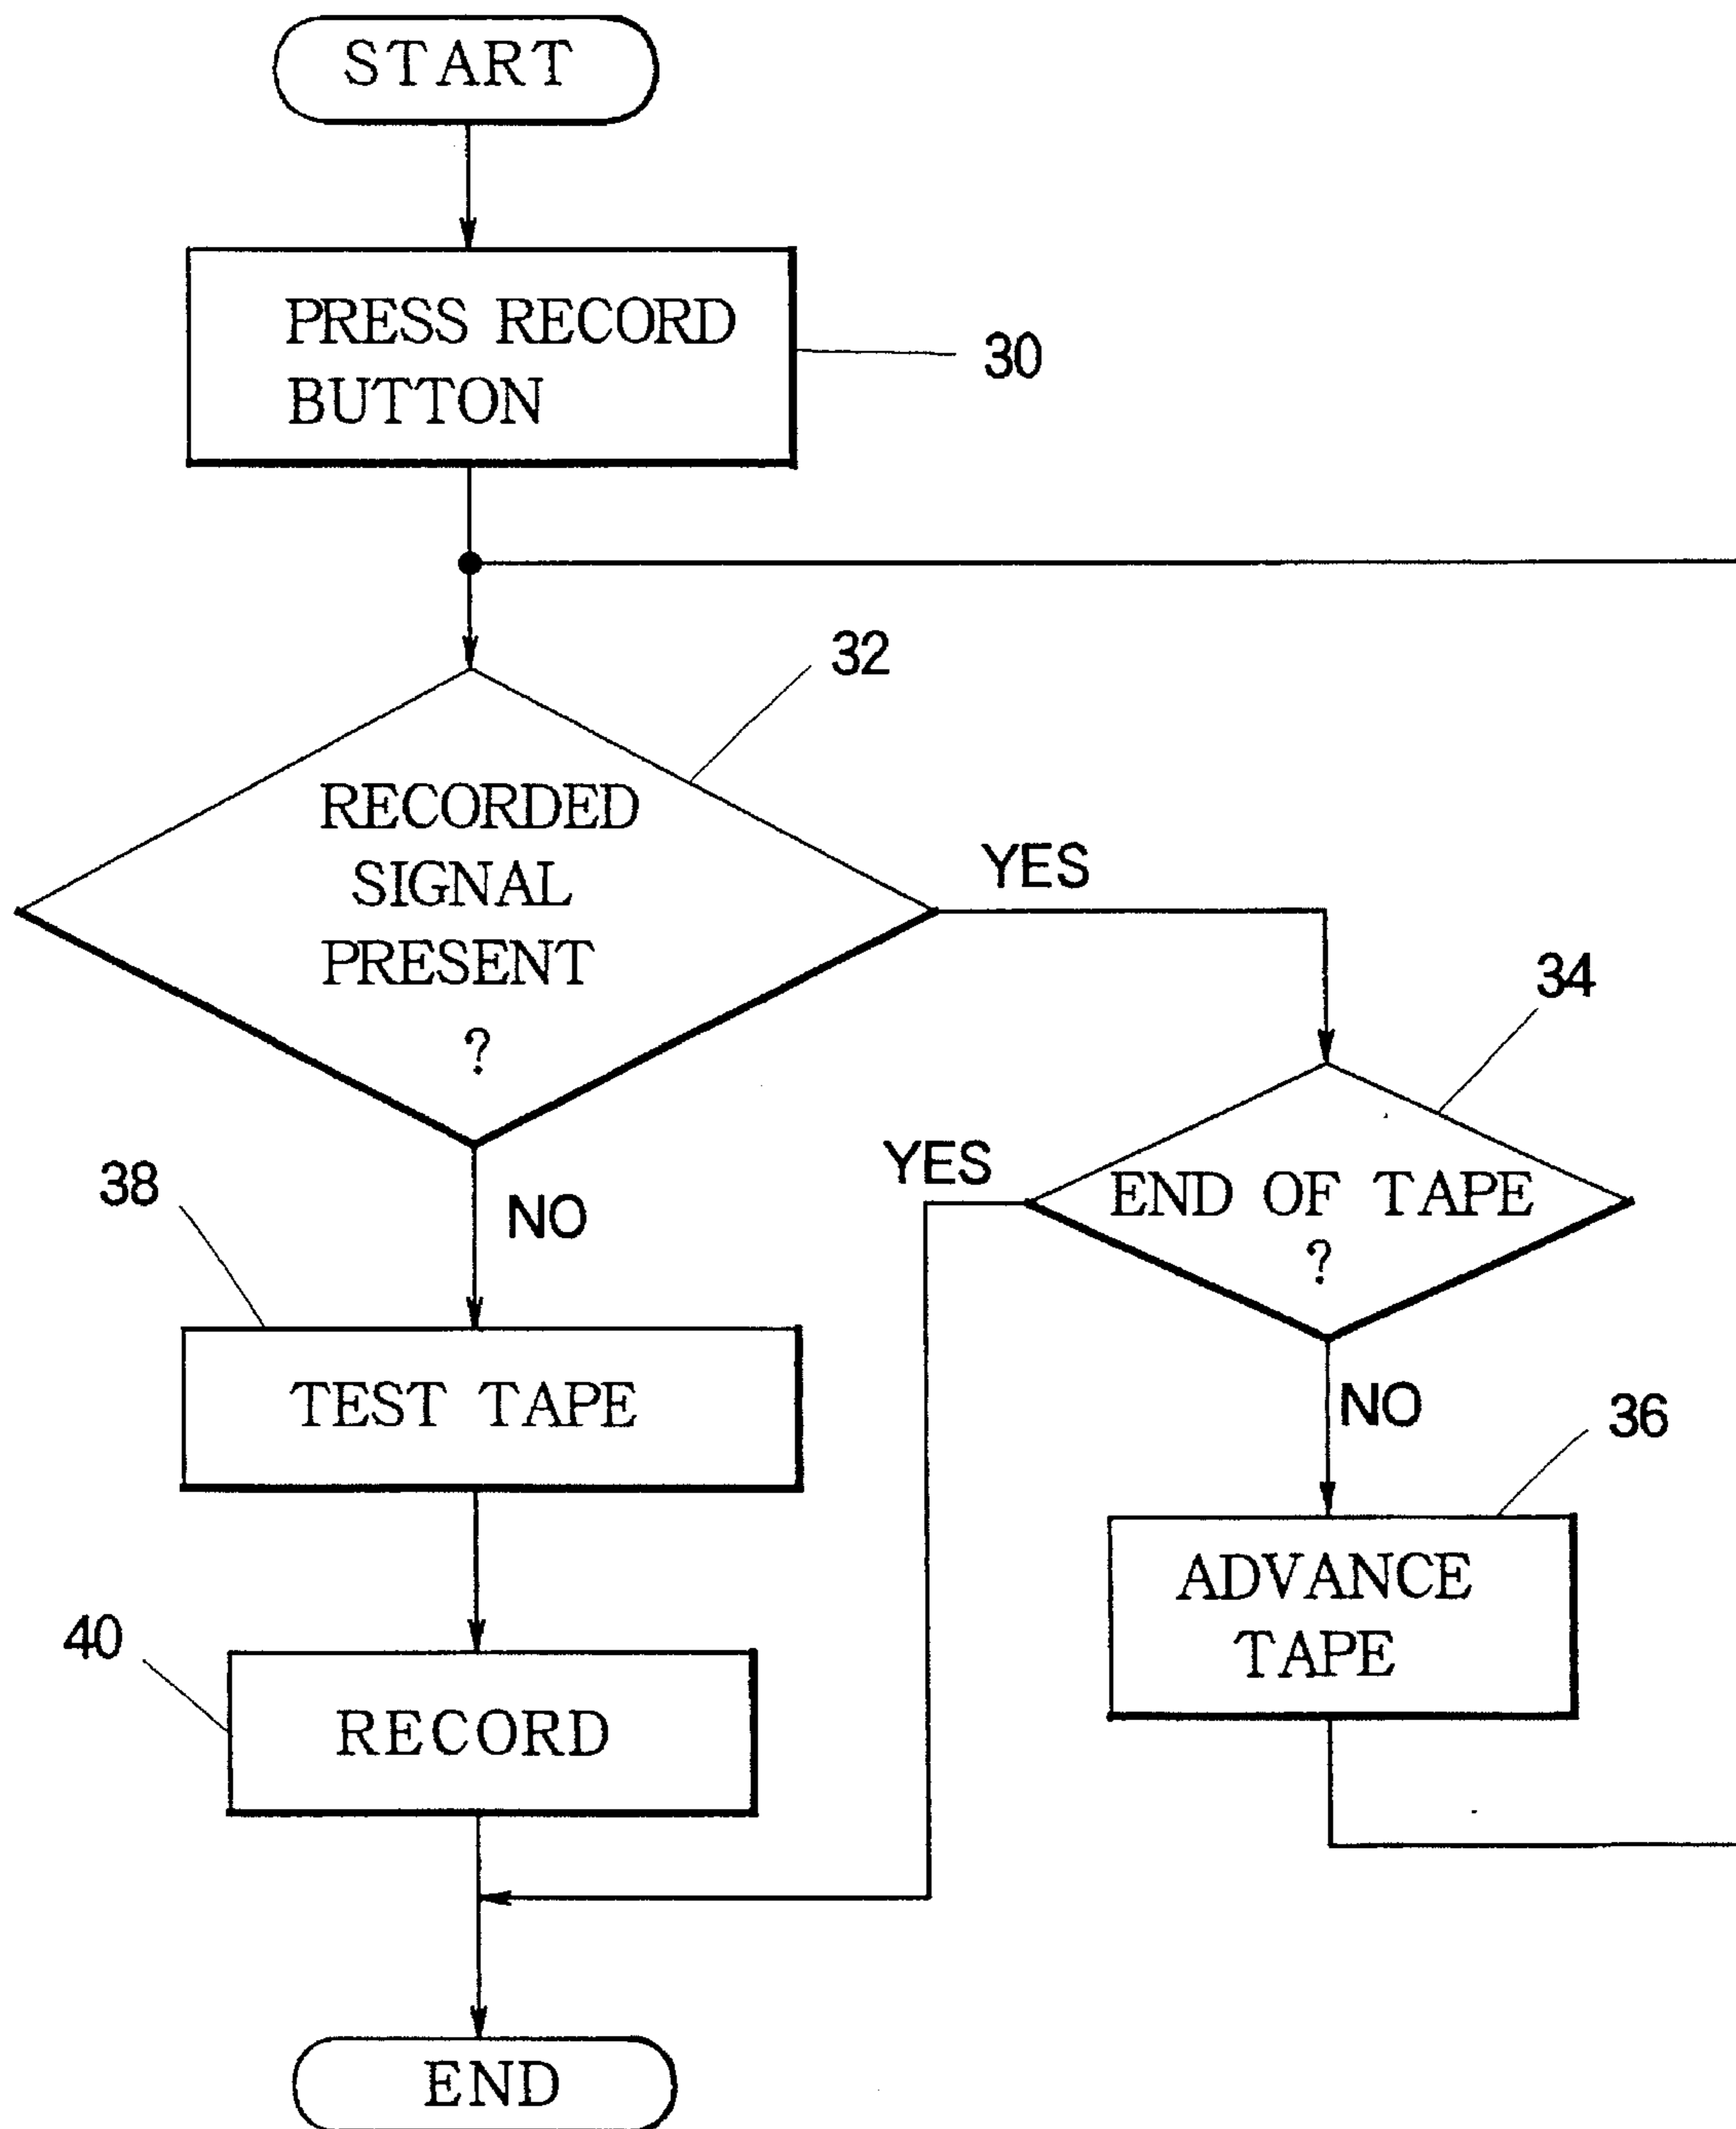 START
PRESS RECORD
BUTTON
30
32
RECORDED
SIGNAL
PRESENT
?
YES
34
YES
END OF TAPE
?
38
NO
NO
36
TEST TAPE
ADVANCE
TAPE
40
RECORD
END